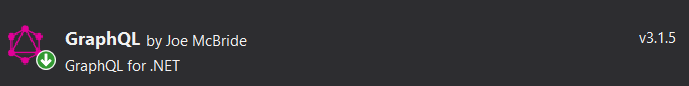 GraphQL by Joe McBride v3.1.5
GraphQL for .NET